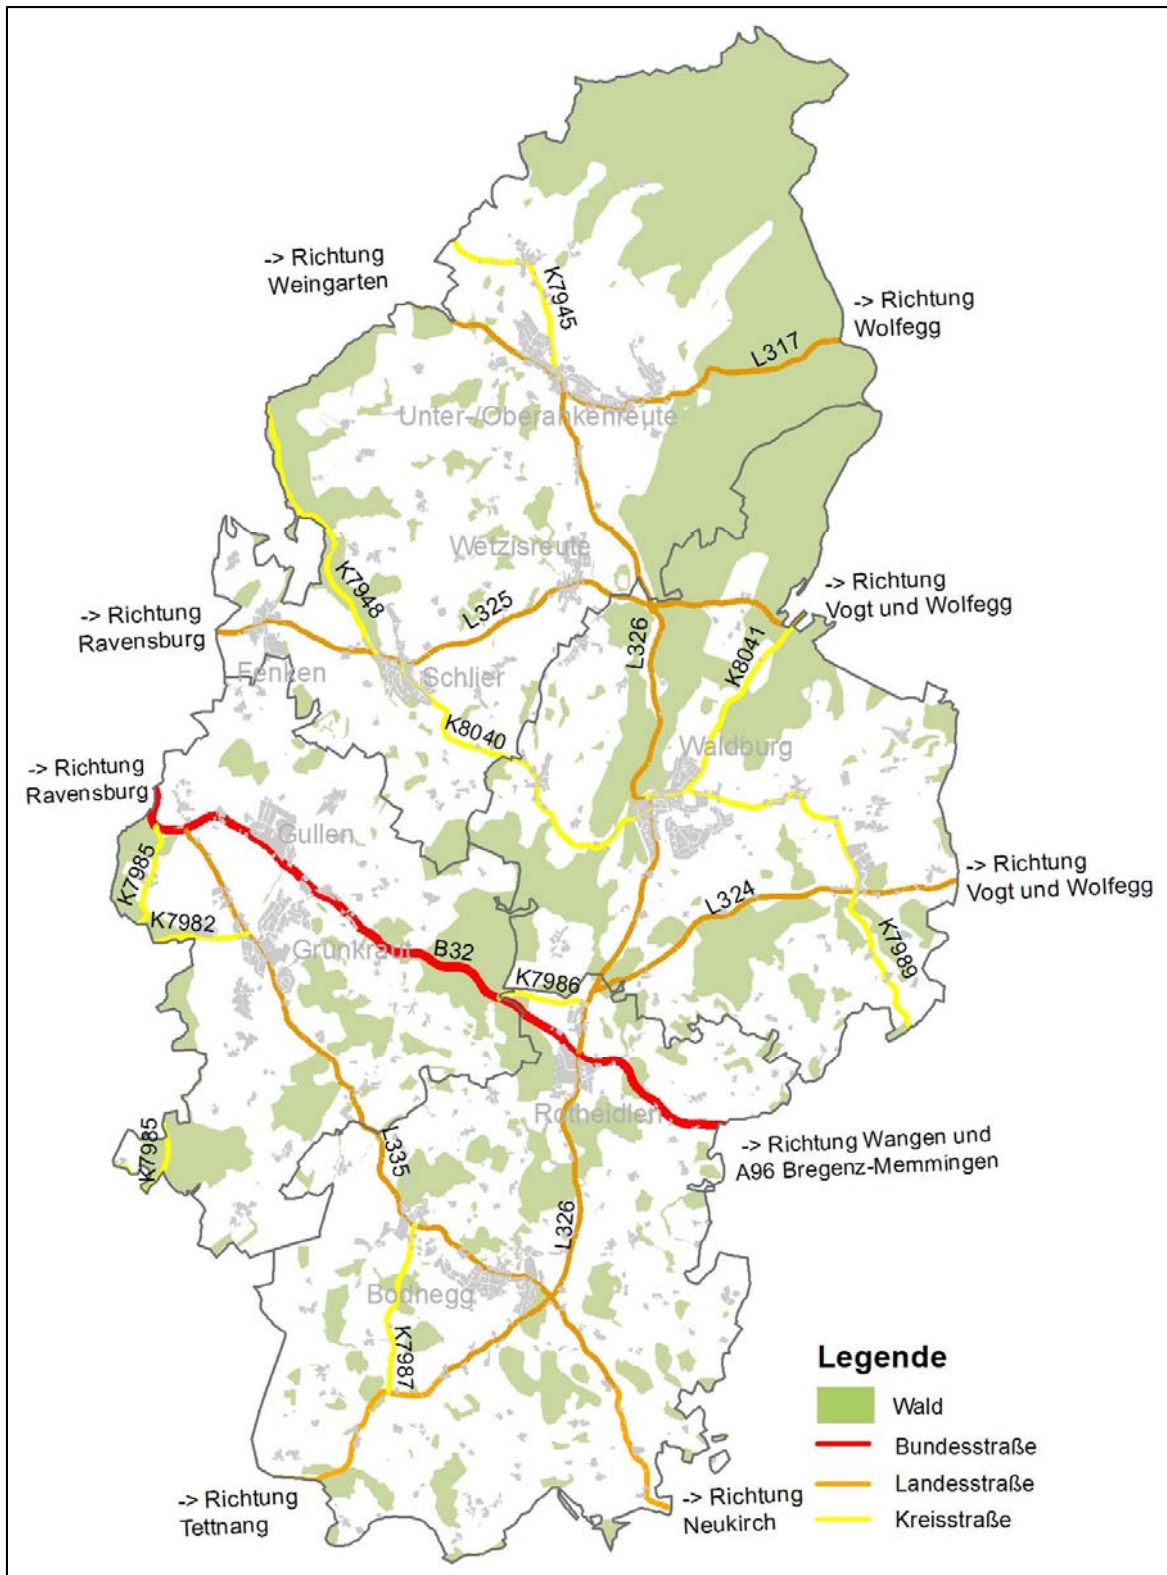 -> Richtung
Weingarten
K7945
-> Richtung
Wolfegg
L317
Unter-/Oberankenreute
Wetzisreute
K7948
-> Richtung
Vogt und Wolfegg
L325
-> Richtung
Ravensburg
L326
K8041
Fenken
Schlier
K8040
Waldburg
-> Richtung
Ravensburg
Gullen
K7985
-> Richtung
Vogt und Wolfegg
L324
K7982
Grünkraut
B32
K7989
K7986
Rotheidlen
K7985
L335
-> Richtung Wangen und
A96 Bregenz-Memmingen
L326
Bodnegg
K7987
Legende
Wald
Bundesstraße
Landesstraße
Kreisstraße
-> Richtung
Tettnang
-> Richtung
Neukirch